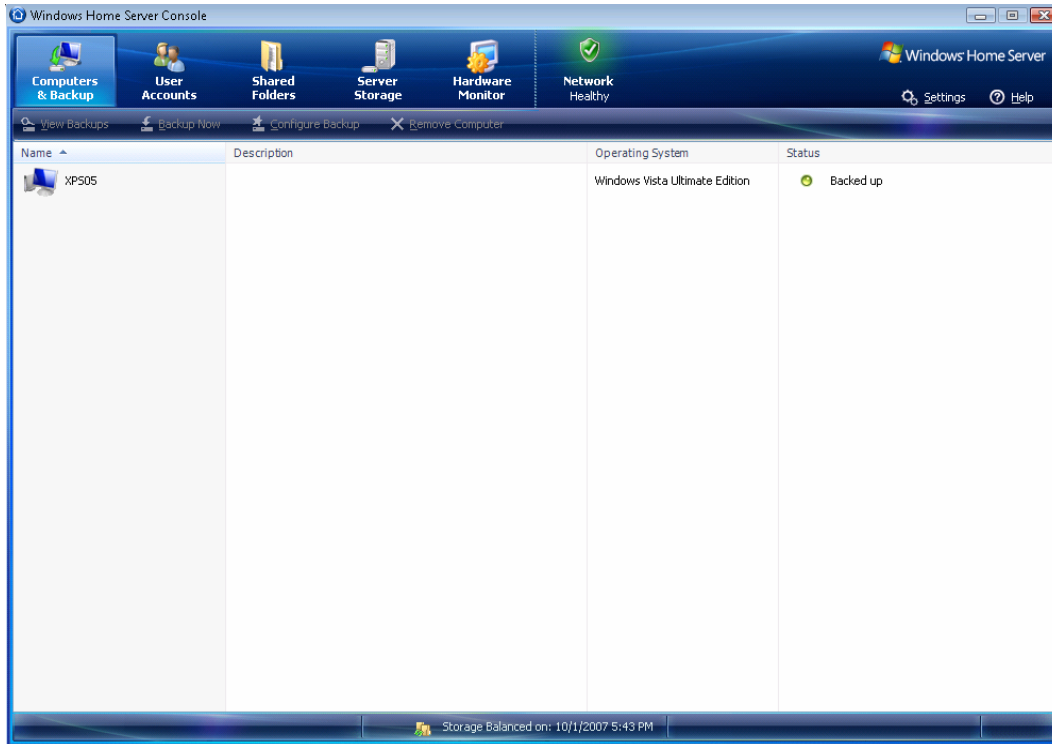 Windows Home Server Console
Computers & Backup
User Accounts
Shared Folders
Server Storage
Hardware Monitor
Network Healthy
Windows Home Server
Settings Help
View Backups Backup Now Configure Backup Remove Computer
Name Description Operating System Status
XPS05 Windows Vista Ultimate Edition Backed up
Storage Balanced on: 10/1/2007 5:43 PM